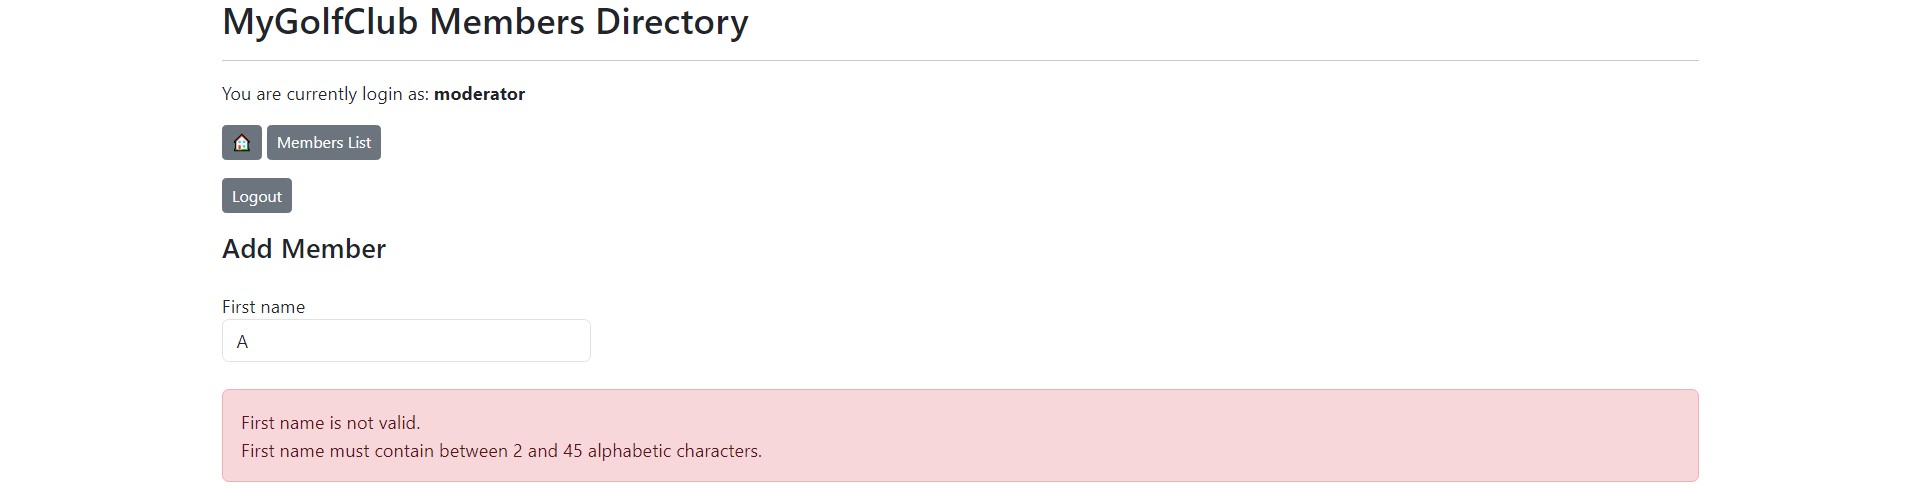 MyGolfClub Members Directory
You are currently login as: moderator
Members List
Logout
Add Member
First name
A
First name is not valid.
First name must contain between 2 and 45 alphabetic characters.